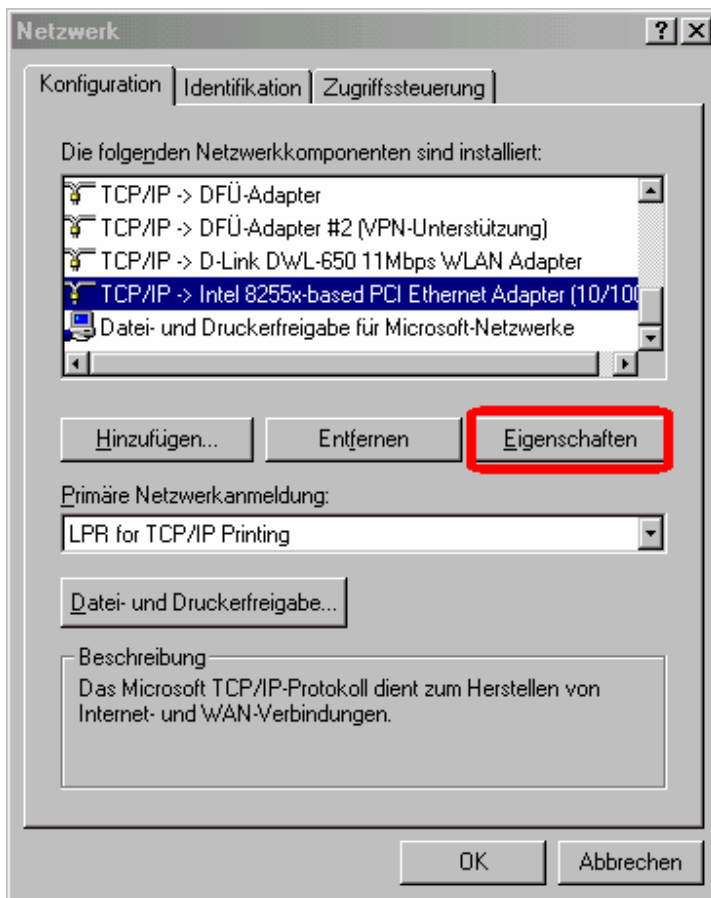 Netzwerk
Konfiguration Identifikation Zugriffssteuerung
Die folgenden Netzwerkkomponenten sind installiert:
TCP/IP -> DFÜ-Adapter
TCP/IP -> DFÜ-Adapter #2 (VPN-Unterstützung)
TCP/IP -> D-Link DWL-650 11Mbps WLAN Adapter
TCP/IP -> Intel 8255x-based PCI Ethernet Adapter (10/100
Datei- und Druckerfreigabe für Microsoft-Netzwerke
Hinzufügen... Entfernen Eigenschaften
Primäre Netzwerkanmeldung:
LPR for TCP/IP Printing
Datei- und Druckerfreigabe...
Beschreibung
Das Microsoft TCP/IP-Protokoll dient zum Herstellen von
Internet- und WAN-Verbindungen.
OK Abbrechen